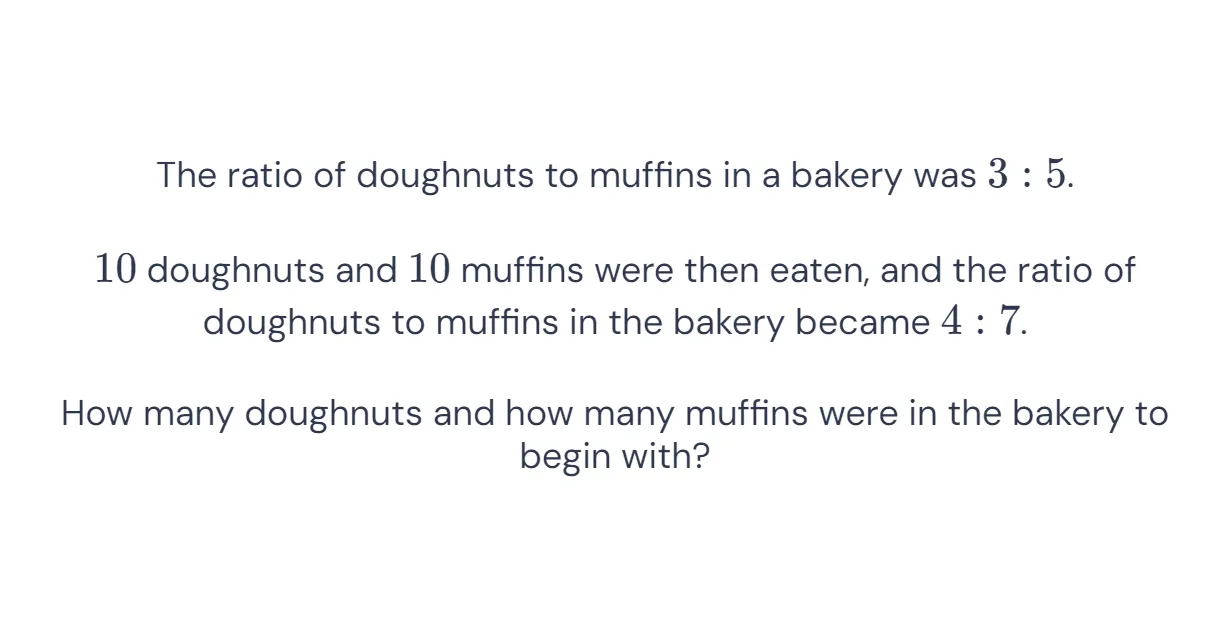 The ratio of doughnuts to muffins in a bakery was 3 : 5.
10 doughnuts and 10 muffins were then eaten, and the ratio of
doughnuts to muffins in the bakery became 4 : 7.
How many doughnuts and how many muffins were in the bakery to
begin with?